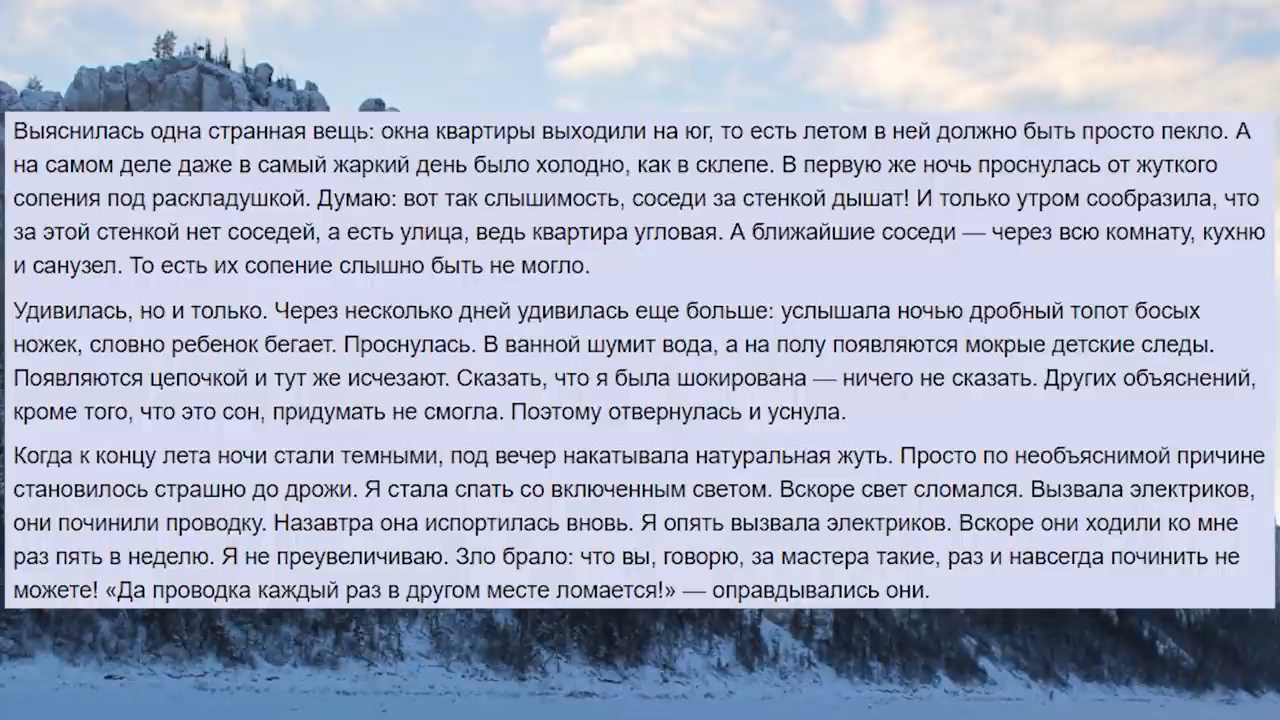 Выяснилась одна странная вещь: окна квартиры выходили на юг, то есть летом в ней должно быть просто пекло. А
на самом деле даже в самый жаркий день было холодно, как в склепе. В первую же ночь проснулась от жуткого
сопения под раскладушкой. Думаю: вот так слышимость, соседи за стенкой дышат! И только утром сообразила, что
за этой стенкой нет соседей, а есть улица, ведь квартира угловая. А ближайшие соседи — через всю комнату, кухню
и санузел. То есть их сопение слышно быть не могло.
Удивилась, но и только. Через несколько дней удивилась еще больше: услышала ночью дробный топот босых
ножек, словно ребенок бегает. Проснулась. В ванной шумит вода, а на полу появляются мокрые детские следы.
Появляются цепочкой и тут же исчезают. Сказать, что я была шокирована — ничего не сказать. Других объяснений,
кроме того, что это сон, придумать не смогла. Поэтому отвернулась и уснула.
Когда к концу лета ночи стали темными, под вечер накатывала натуральная жуть. Просто по необъяснимой причине
становилось страшно до дрожи. Я стала спать со включенным светом. Вскоре свет сломался. Вызвала электриков,
они починили проводку. Назавтра она испортилась вновь. Я опять вызвала электриков. Вскоре они ходили ко мне
раз пять в неделю. Я не преувеличиваю. Зло брало: что вы, говорю, за мастера такие, раз и навсегда починить не
можете! «Да проводка каждый раз в другом месте ломается!» — оправдывались они.